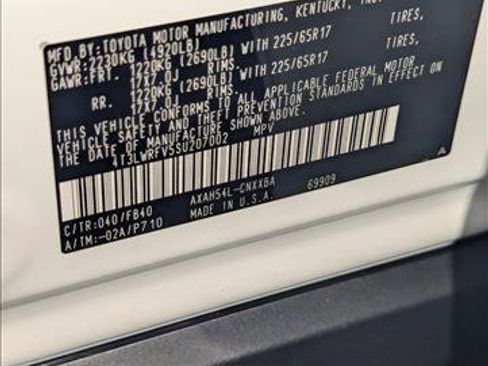 MFD.BY:TOYOTA MOTOR MANUFACTURING, KENTUCKY, INC.
GVWR:2230KG (4920LB)
GAWR:FRT. 1220KG (2690LB) WITH 225/65R17 TIRES,
17X7.0J RIMS.
RR. 1220KG (2690LB) WITH 225/65R17 TIRES,
17X7.0J RIMS.
THIS VEHICLE CONFORMS TO ALL APPLICABLE FEDERAL MOTOR
VEHICLE SAFETY AND BUMPER STANDARDS IN EFFECT ON
THE DATE OF MANUFACTURE SHOWN ABOVE.
4T3LWRFV5SU207002 MPV
C/TR:040/FB40 AXAH54L-CNXXBA 69909
A/TM:-02A/P710 MADE IN U.S.A.